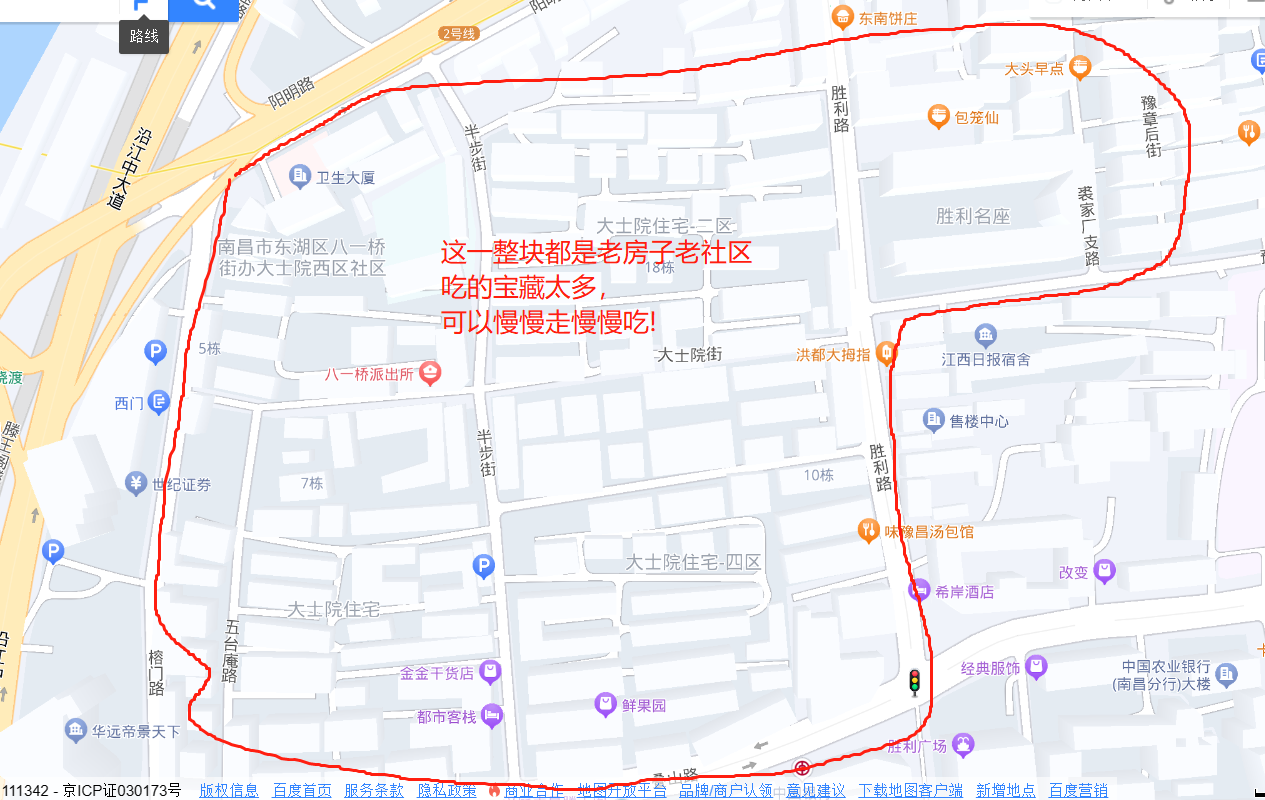 路线
2号线
阳明路
东南饼庄
大头早点
包笼仙
胜利路
豫章后街
半步街
沿江中大道
卫生大厦
裘家厂支路
胜利名座
大士院住宅-二区
南昌市东湖区八一桥
街办大士院西区社区
这一整块都是老房子老社区
吃的宝藏太多，
可以慢慢走慢慢吃!
18栋
5栋
大士院街
洪都大拇指
江西日报宿舍
八一桥派出所
西门
售楼中心
半步街
胜利路
7栋
10栋
世纪证券
味豫昌汤包馆
大士院住宅-四区
改变
希岸酒店
大士院住宅
五台庵路
榕门路
金金干货店
经典服饰
中国农业银行
(南昌分行)大楼
鲜果园
都市客栈
华远帝景天下
胜利广场
叠山路
111342 - 京ICP证030173号 版权信息 百度首页 服务条款 隐私政策 商业合作 地图开放平台 品牌/商户认领 意见建议 下载地图客户端 新增地点 百度营销